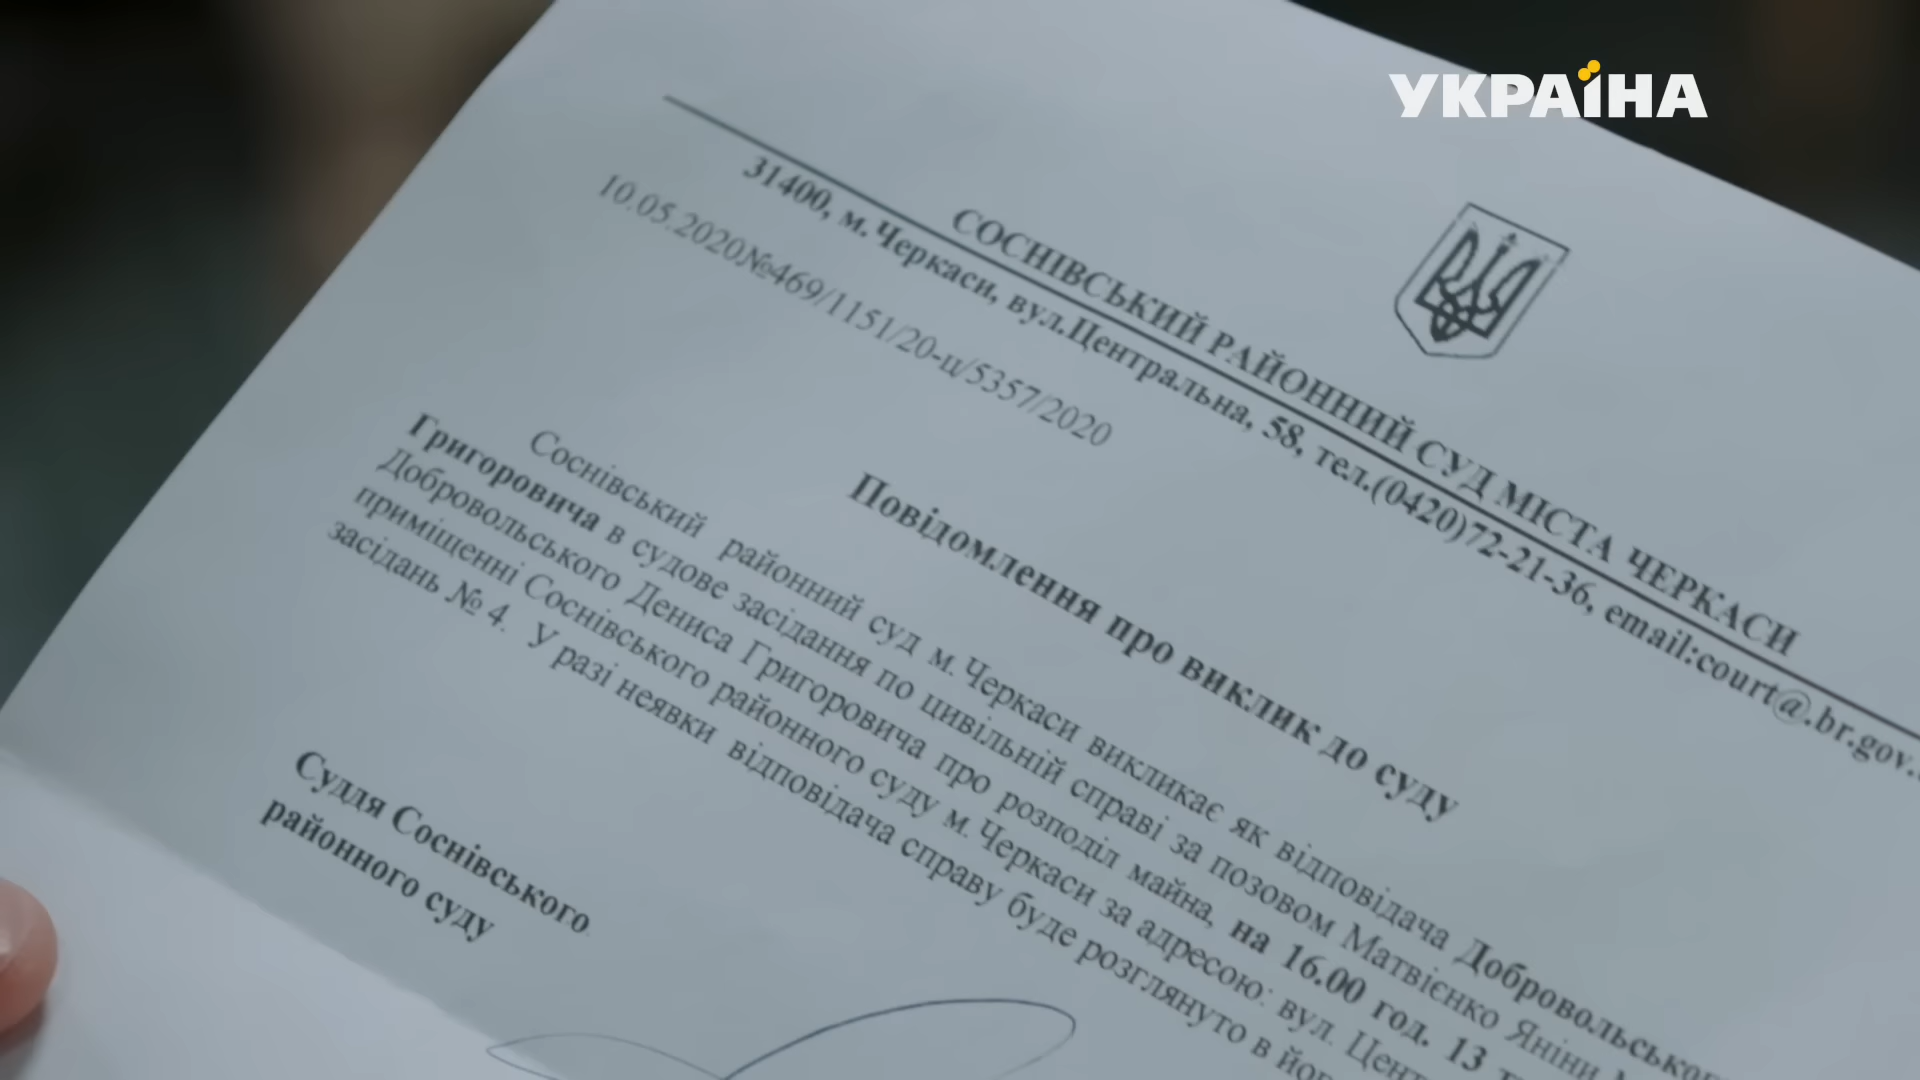 УКРАЇНА
СОСНІВСЬКИЙ РАЙОННИЙ СУД МІСТА ЧЕРКАСИ
31400, м. Черкаси, вул.Центральна, 58, тел.(0420)72-21-36, email:court@.br.gov.
10.05.2020№469/1151/20-ц/5357/2020
Повідомлення про виклик до суду
Соснівський районний суд м. Черкаси викликає як відповідача Добровольського
Григоровича в судове засідання по цивільній справі за позовом Матвієнко Яніни
Добровольського Дениса Григоровича про розподіл майна, на 16.00 год. 13
приміщенні Соснівського районного суду м. Черкаси за адресою: вул.
засідань № 4. У разі неявки відповідача справу буде розглянуто в
Суддя Соснівського
районного суду